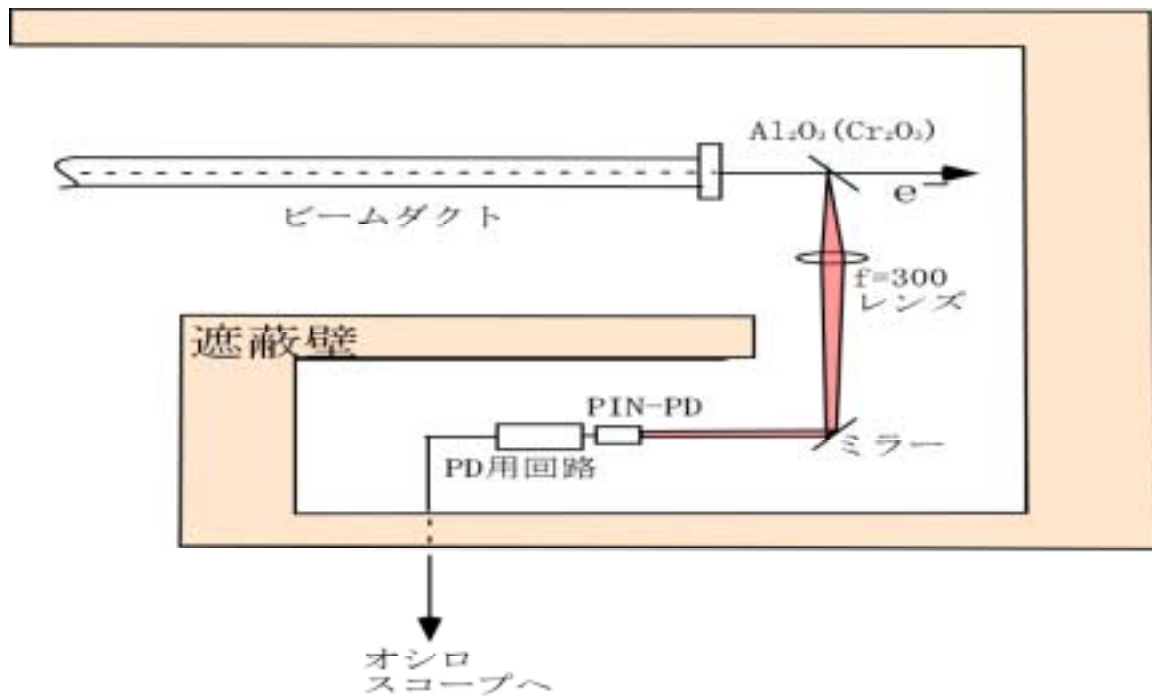 Al₂O₃(Cr₂O₃)
e⁻
ビームダクト
f=300
レンズ
遮蔽壁
PIN-PD
ミラー
PD用回路
オシロ
スコープへ